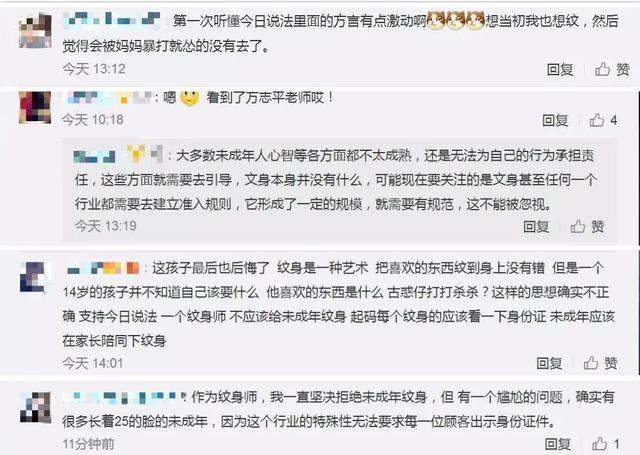 ：第一次听懂今日说法里面的方言有点激动啊 想当初我也想纹，然后
觉得会被妈妈暴打就怂的没有去了。
今天 13:12 回复 赞
：嗯 看到了万志平老师哎！
今天 10:18 回复 4
：大多数未成年人心智等各方面都不太成熟，还是无法为自己的行为承担责
任，这些方面就需要去引导，文身本身并没有什么，可能现在要关注的是文身甚至任何一个
行业都需要去建立准入规则，它形成了一定的规模，就需要有规范，这不能被忽视。
今天 13:19 回复 赞
：这孩子最后也后悔了 纹身是一种艺术 把喜欢的东西纹到身上没有错 但是一个
14岁的孩子并不知道自己该要什么 他喜欢的东西是什么 古惑仔打打杀杀？这样的思想确实不正
确 支持今日说法 一个纹身师 不应该给未成年纹身 起码每个纹身的应该看一下身份证 未成年应该
在家长陪同下纹身
今天 14:01 回复 赞
：作为纹身师，我一直坚决拒绝未成年纹身，但 有一个尴尬的问题，确实有
很多长着25的脸的未成年，因为这个行业的特殊性无法要求每一位顾客出示身份证件。
11分钟前 回复 1